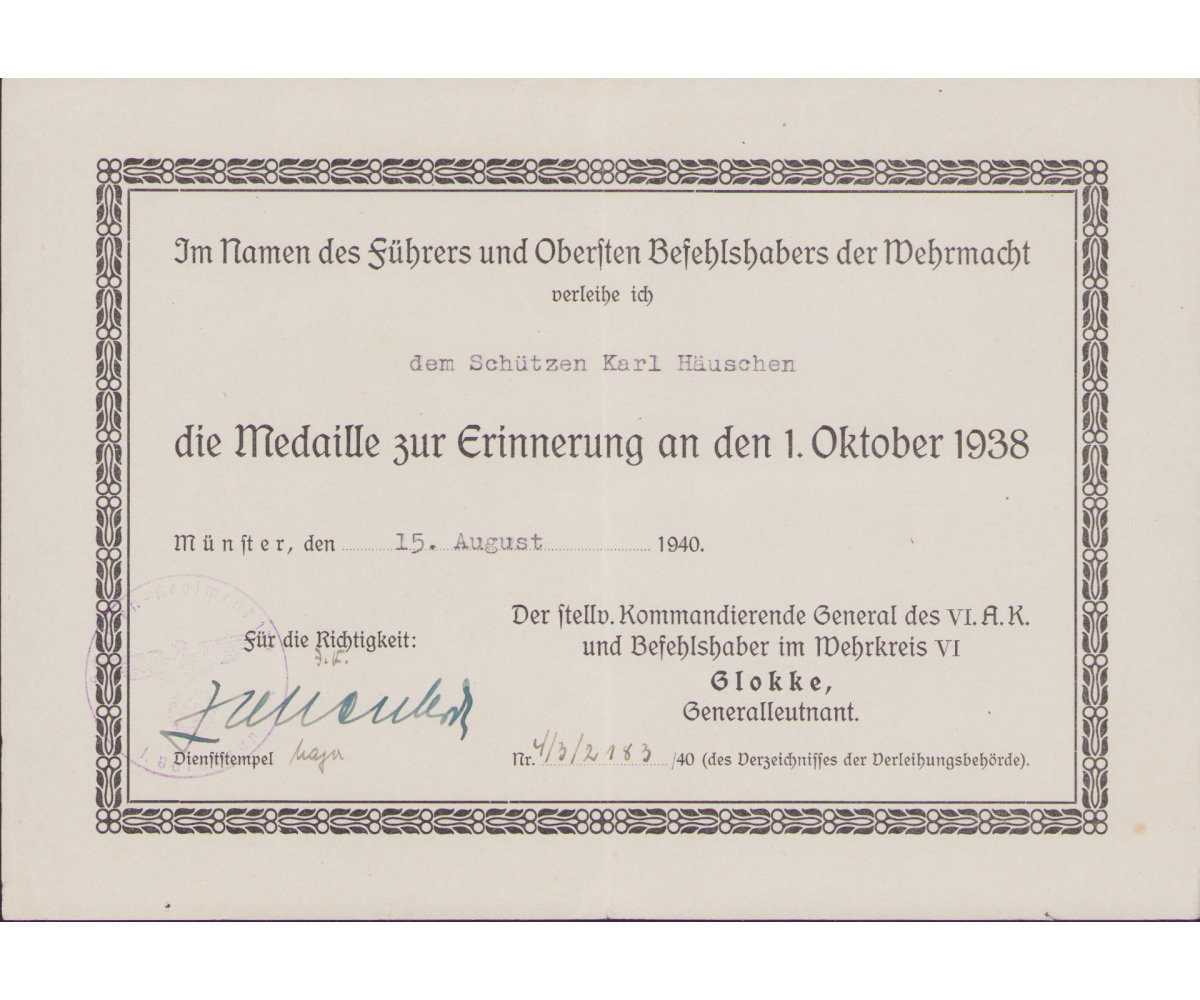 Im Namen des Führers und Obersten Befehlshabers der Wehrmacht
verleihe ich
dem Schützen Karl Häuschen
die Medaille zur Erinnerung an den 1. Oktober 1938
Münster, den 15. August 1940.
Für die Richtigkeit:
Dienststempel Major
Der stellv. Kommandierende General des VI. A. K.
und Befehlshaber im Wehrkreis VI
Glokke,
Generalleutnant.
Nr. 4/3/2183 /40 (des Verzeichnisses der Verleihungsbehörde).